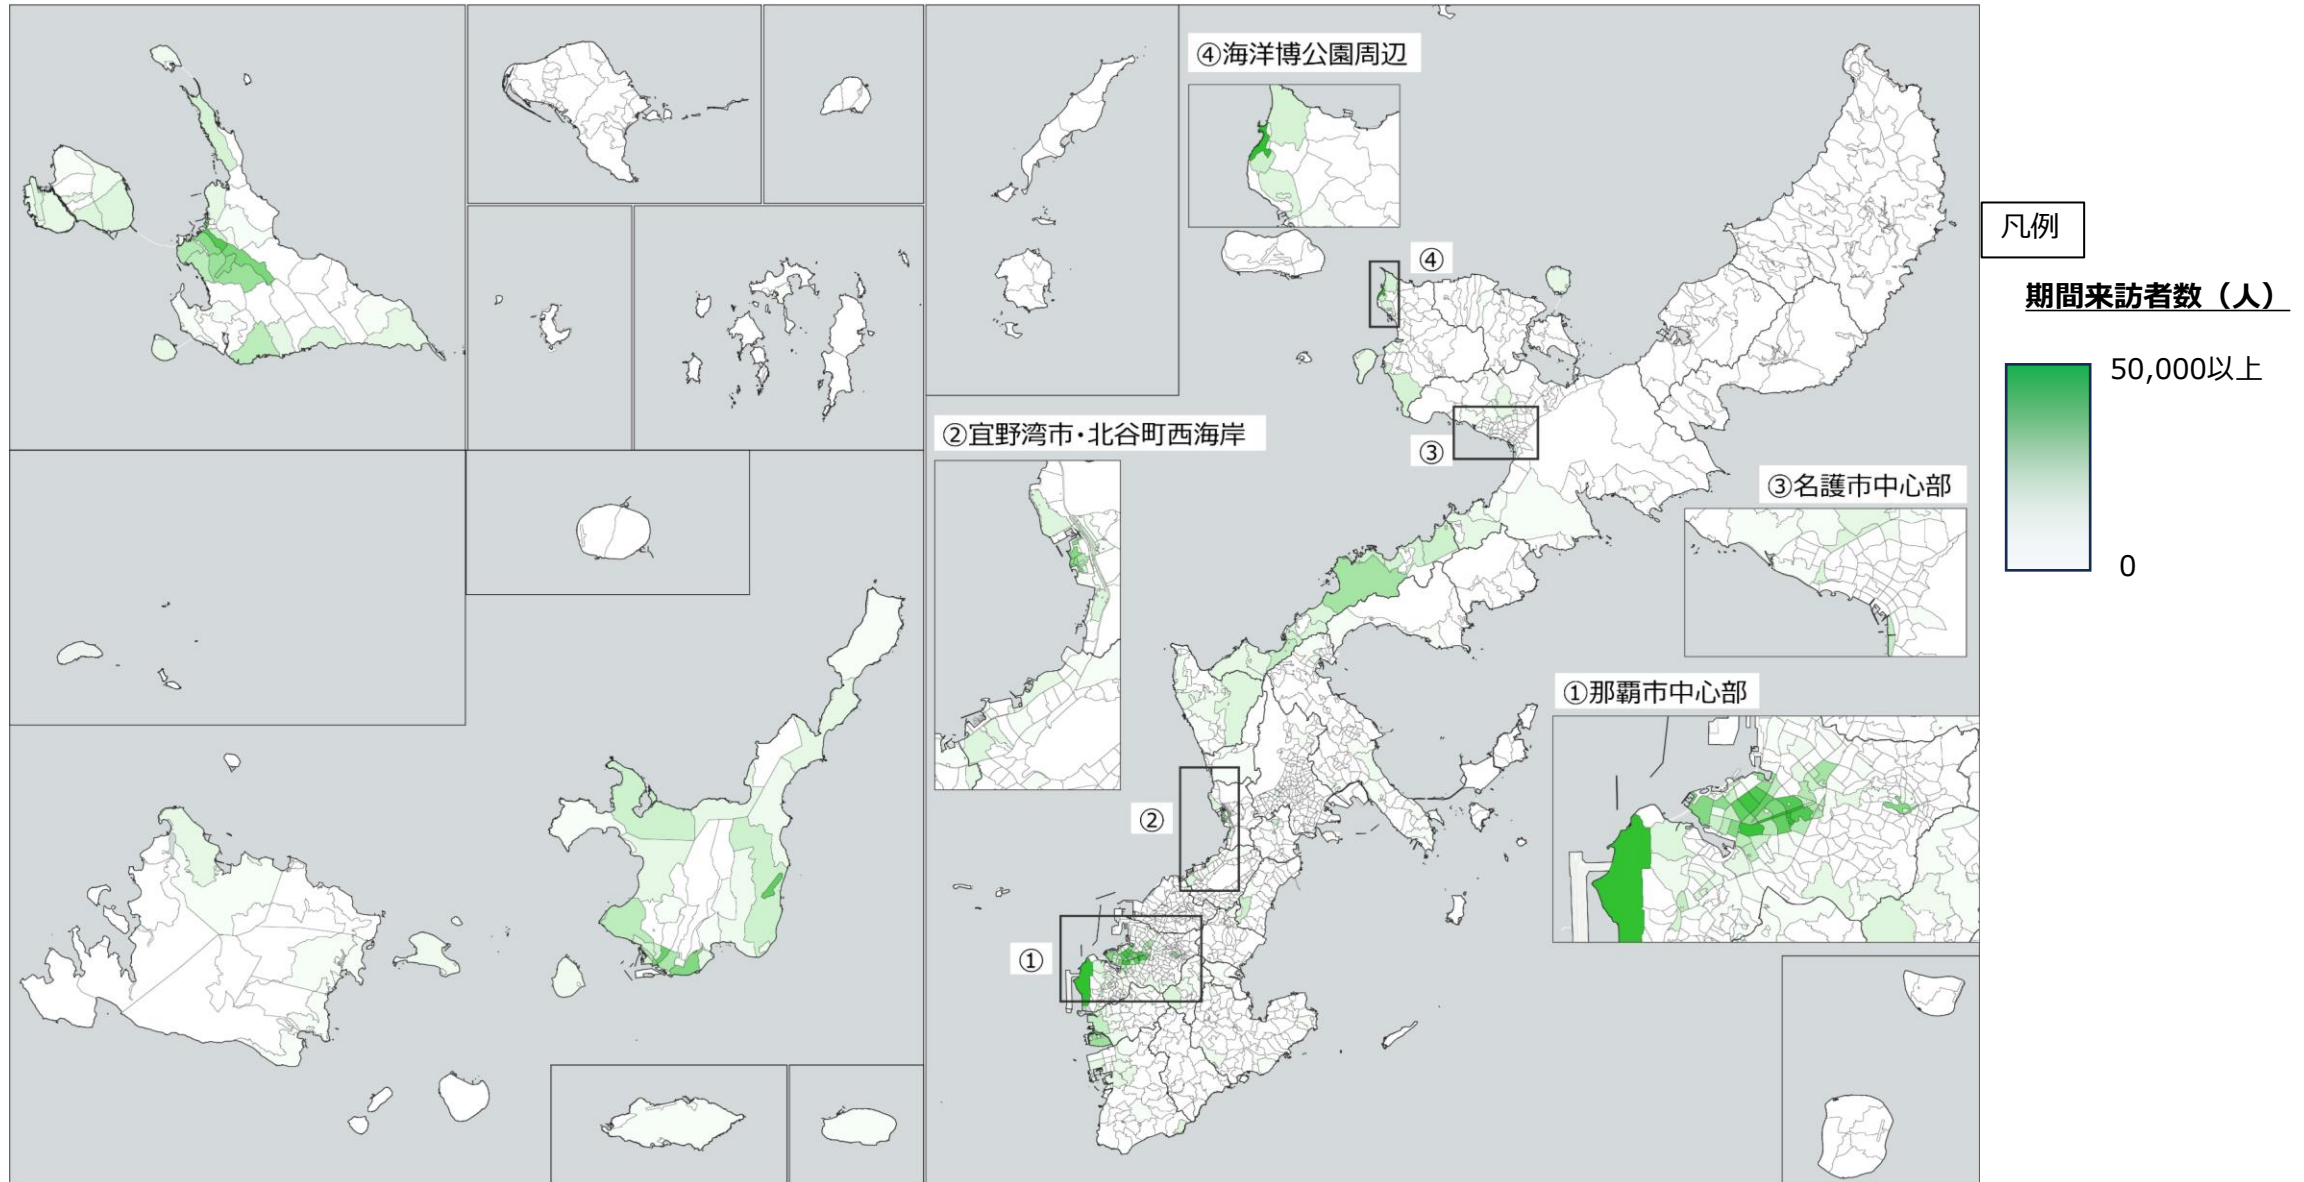 ④海洋博公園周辺
④
凡例
期間来訪者数（人）
50,000以上
0
②宜野湾市・北谷町西海岸
③
③名護市中心部
①那覇市中心部
②
①